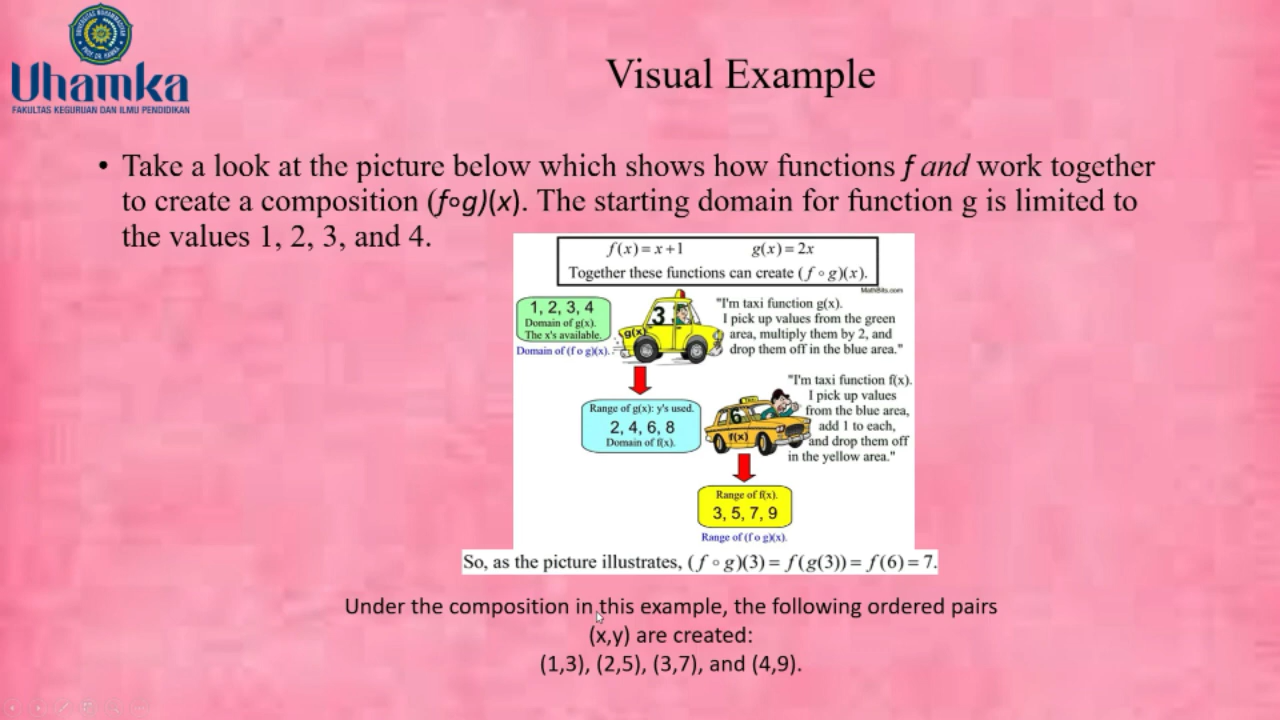 Uhamka
FAKULTAS KEGURUAN DAN ILMU PENDIDIKAN
Visual Example
• Take a look at the picture below which shows how functions f and work together
to create a composition (f∘g)(x). The starting domain for function g is limited to
the values 1, 2, 3, and 4.
f(x) = x+1 g(x) = 2x
Together these functions can create (f ∘ g)(x).
MathBits.com
1, 2, 3, 4
Domain of g(x).
The x's available.
Domain of (f o g)(x).
3
g(x)
"I'm taxi function g(x).
I pick up values from the green
area, multiply them by 2, and
drop them off in the blue area."
Range of g(x): y's used.
2, 4, 6, 8
Domain of f(x).
TAXI
6
f(x)
"I'm taxi function f(x).
I pick up values
from the blue area,
add 1 to each,
and drop them off
in the yellow area."
Range of f(x).
3, 5, 7, 9
Range of (f o g)(x).
So, as the picture illustrates, (f ∘ g)(3) = f(g(3)) = f(6) = 7.
Under the composition in this example, the following ordered pairs
(x,y) are created:
(1,3), (2,5), (3,7), and (4,9).